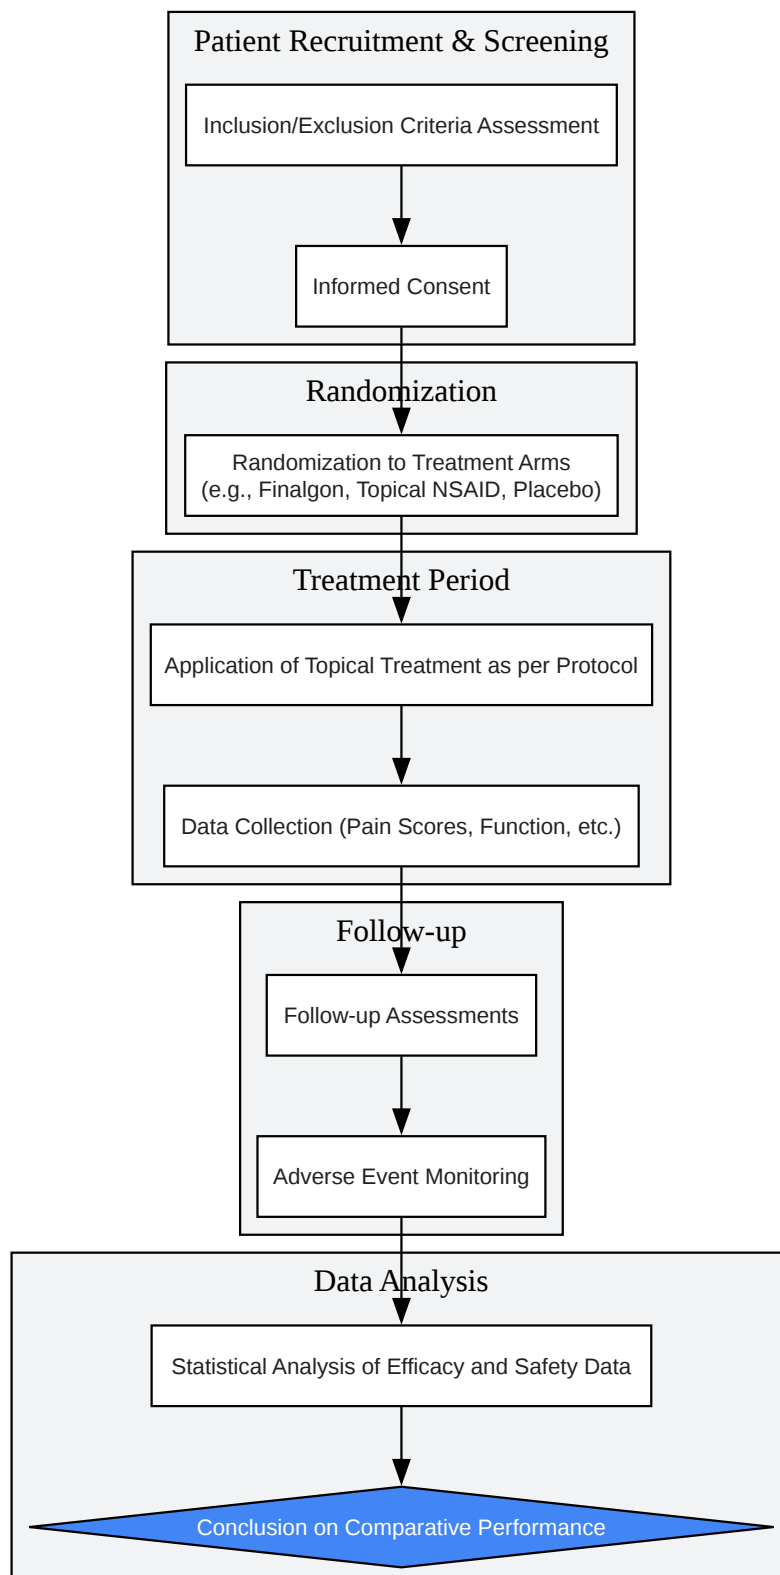 Patient Recruitment & Screening
Inclusion/Exclusion Criteria Assessment
Informed Consent
Randomization
Randomization to Treatment Arms
(e.g., Finalgon, Topical NSAID, Placebo)
Treatment Period
Application of Topical Treatment as per Protocol
Data Collection (Pain Scores, Function, etc.)
Follow-up
Follow-up Assessments
Adverse Event Monitoring
Data Analysis
Statistical Analysis of Efficacy and Safety Data
Conclusion on Comparative Performance